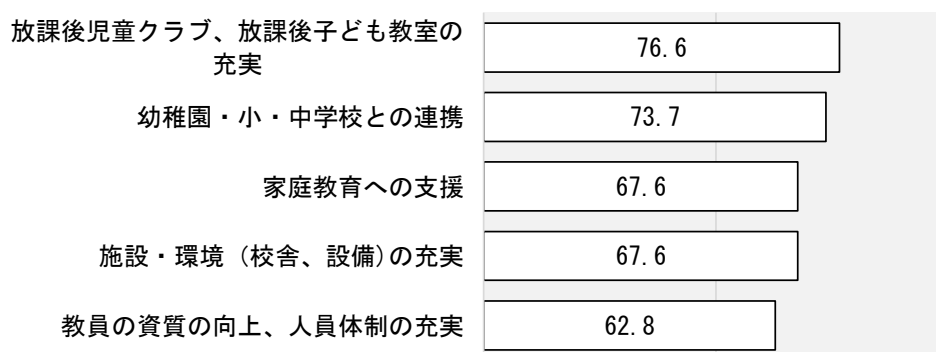 放課後児童クラブ、放課後子ども教室の
充実
76.6
幼稚園・小・中学校との連携
73.7
家庭教育への支援
67.6
施設・環境（校舎、設備)の充実
67.6
教員の資質の向上、人員体制の充実
62.8